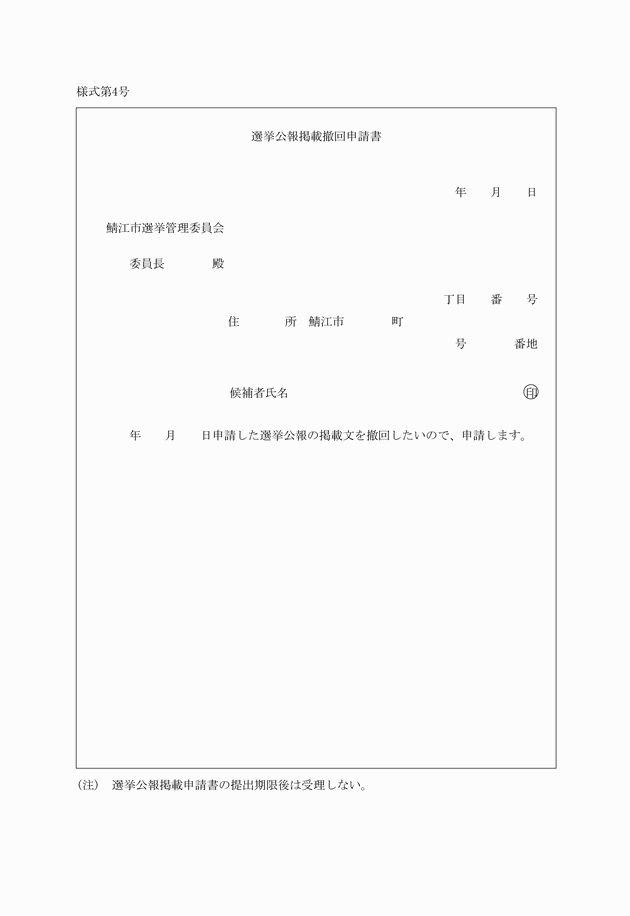 様式第4号
選挙公報掲載撤回申請書
年　　月　　日
鯖江市選挙管理委員会
委員長　　　　殿
丁目　　番　　号
住　　　　所　鯖江市　　　　町
号　　　　番地
候補者氏名　　　　　　　　　　㊞
年　　月　　日申請した選挙公報の掲載文を撤回したいので、申請します。
(注)　選挙公報掲載申請書の提出期限後は受理しない。